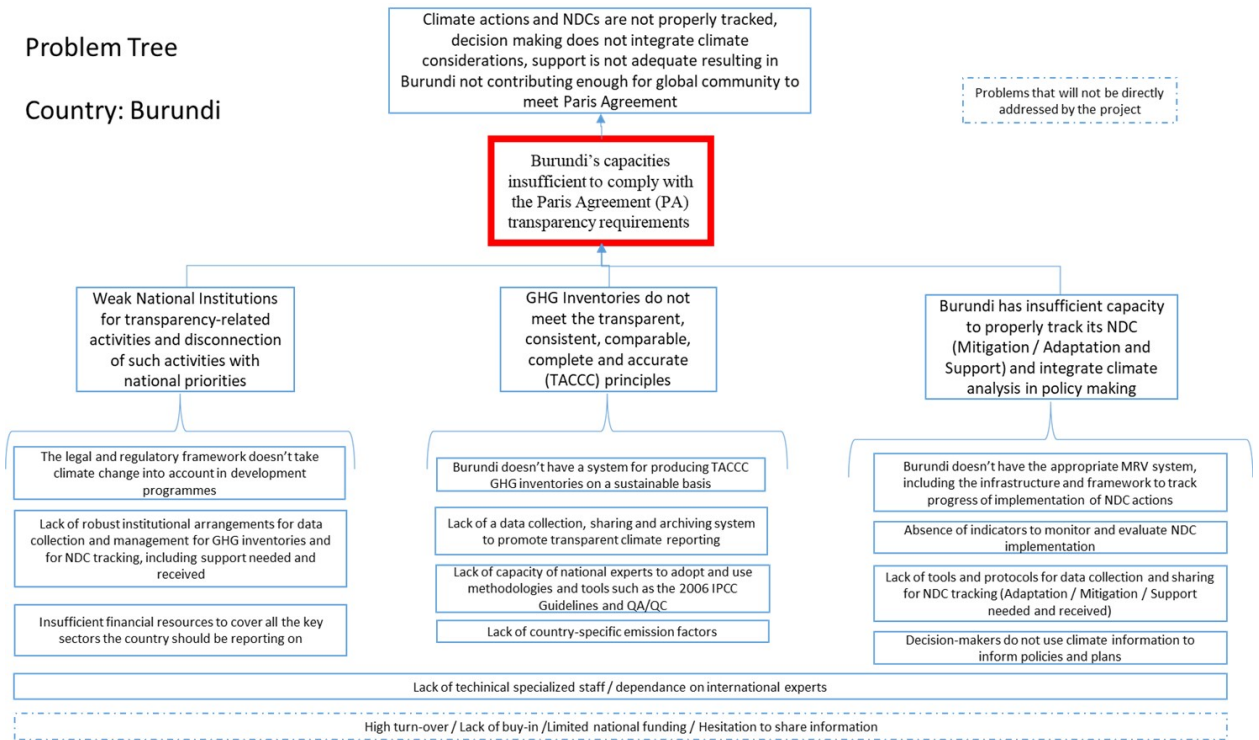 Problem Tree
Country: Burundi
Climate actions and NDCs are not properly tracked,
decision making does not integrate climate
considerations, support is not adequate resulting in
Burundi not contributing enough for global community to
meet Paris Agreement
Problems that will not be directly
addressed by the project
Burundi's capacities
insufficient to comply with
the Paris Agreement (PA)
transparency requirements
Weak National Institutions
for transparency-related
activities and disconnection
of such activities with
national priorities
GHG Inventories do not
meet the transparent,
consistent, comparable,
complete and accurate
(TACCC) principles
Burundi has insufficient capacity
to properly track its NDC
(Mitigation / Adaptation and
Support) and integrate climate
analysis in policy making
The legal and regulatory framework doesn't take
climate change into account in development
programmes
Lack of robust institutional arrangements for data
collection and management for GHG inventories and
for NDC tracking, including support needed and
received
Insufficient financial resources to cover all the key
sectors the country should be reporting on
Burundi doesn't have a system for producing TACCC
GHG inventories on a sustainable basis
Lack of a data collection, sharing and archiving system
to promote transparent climate reporting
Lack of capacity of national experts to adopt and use
methodologies and tools such as the 2006 IPCC
Guidelines and QA/QC
Lack of country-specific emission factors
Burundi doesn't have the appropriate MRV system,
including the infrastructure and framework to track
progress of implementation of NDC actions
Absence of indicators to monitor and evaluate NDC
implementation
Lack of tools and protocols for data collection and sharing
for NDC tracking (Adaptation / Mitigation / Support
needed and received)
Decision-makers do not use climate information to
inform policies and plans
Lack of techinical specialized staff / dependance on international experts
High turn-over / Lack of buy-in /Limited national funding / Hesitation to share information